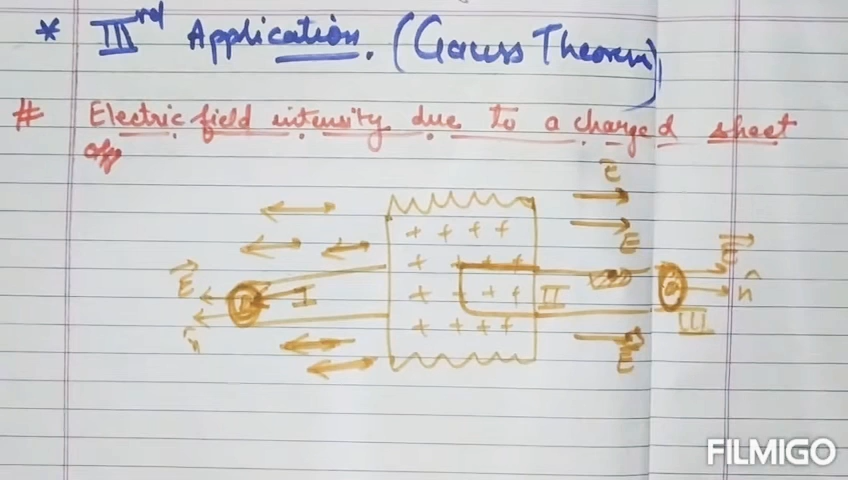 * IIIrd Application. (Gauss Theorem)
# Electric field intensity due to a charged sheet
E
E
+ + + +
E
+ + + +
E
n̂
I
+ + + +
II
III
n̂
+ + + +
E
FILMIGO